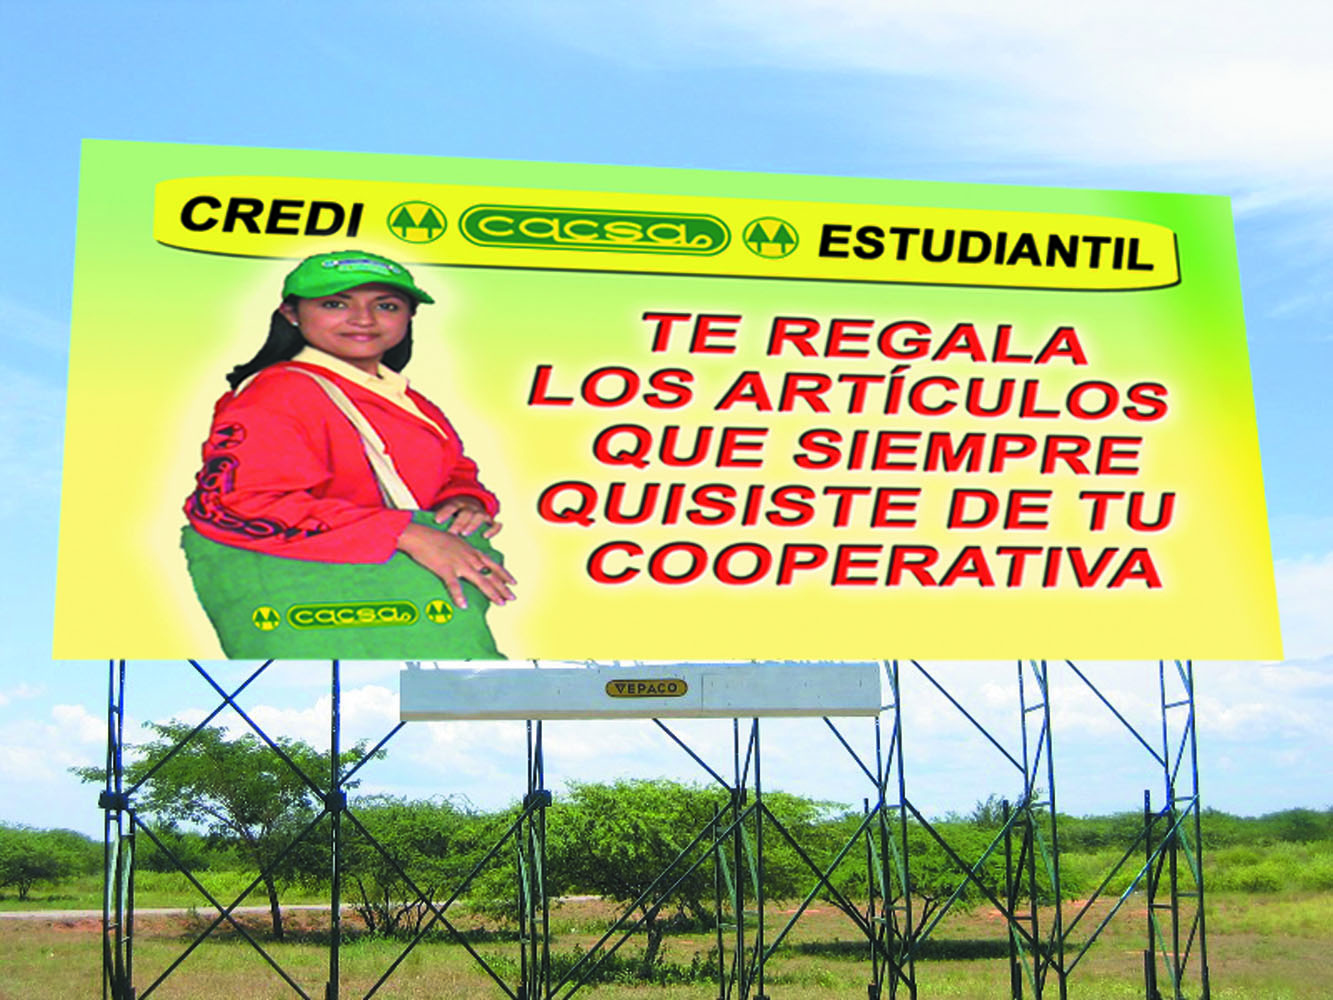 CREDI cacsa. ESTUDIANTIL
TE REGALA
LOS ARTÍCULOS
QUE SIEMPRE
QUISISTE DE TU
COOPERATIVA
cacsa.
VEPACO